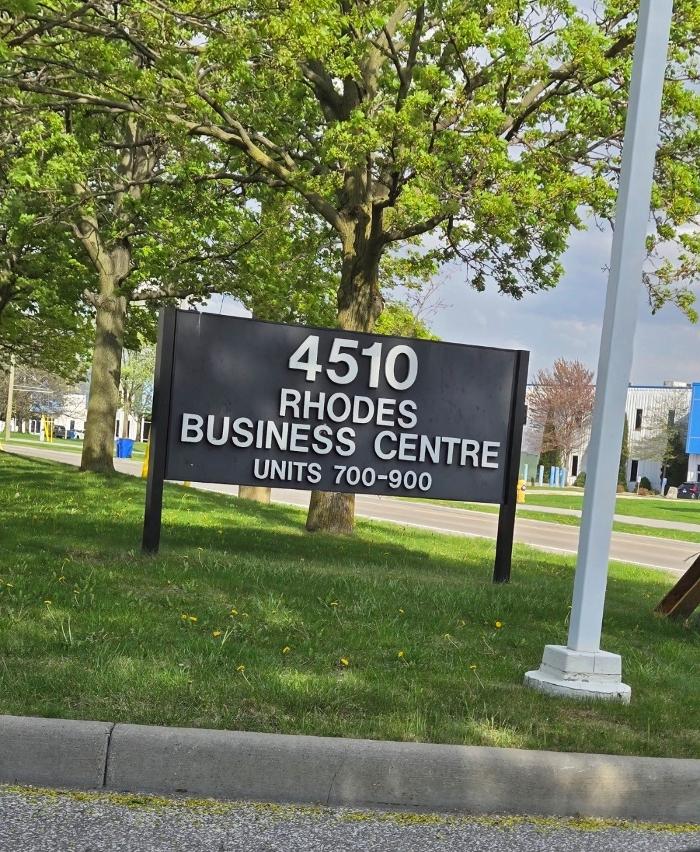 4510
RHODES
BUSINESS CENTRE
UNITS 700-900